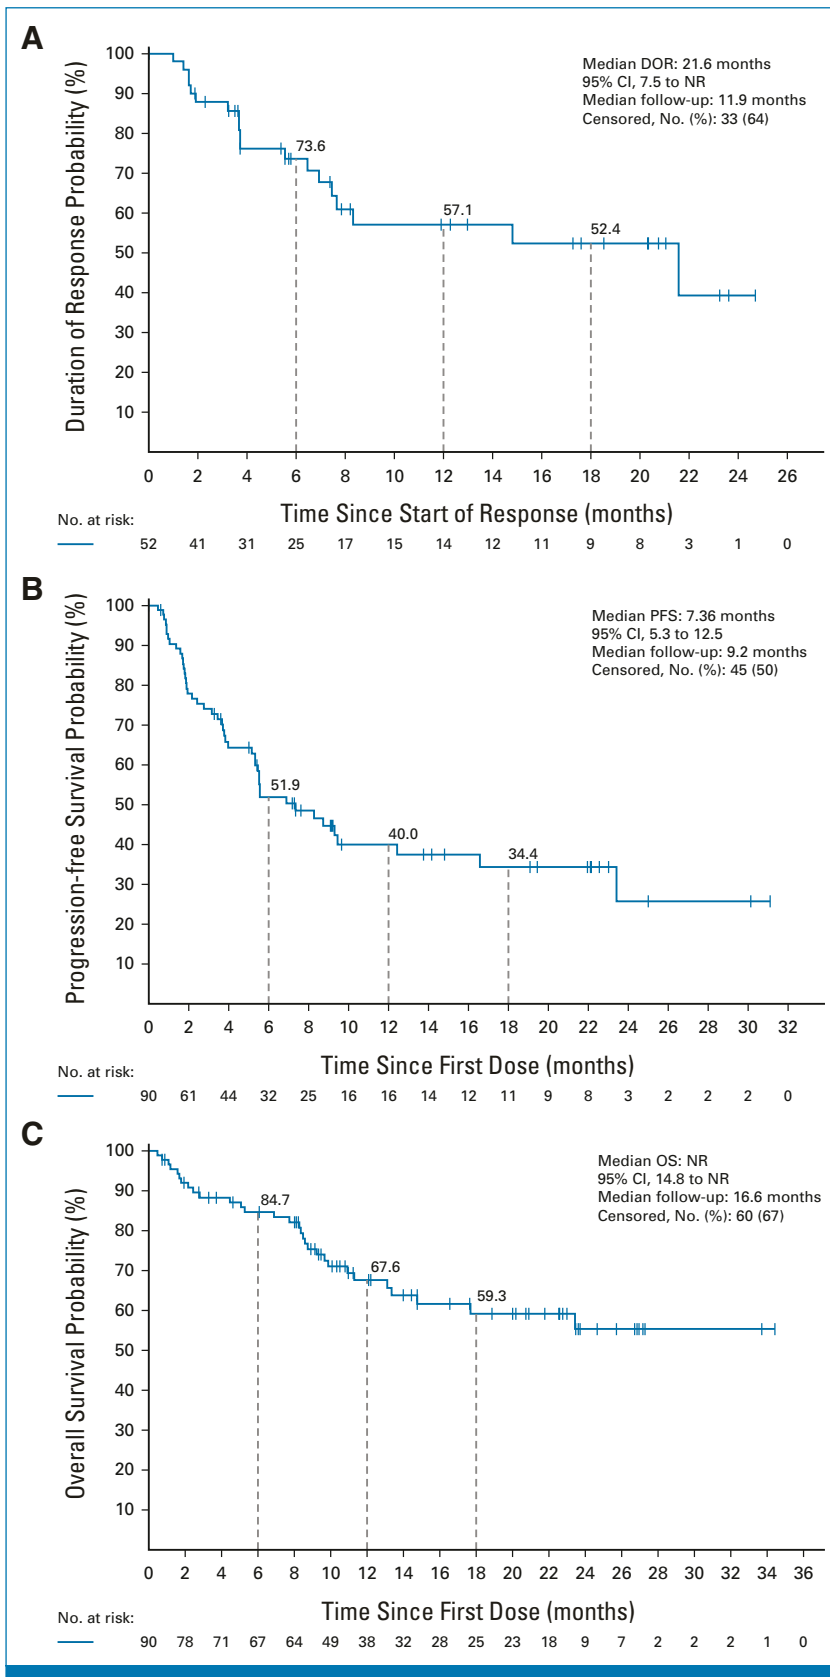 A
Duration of Response Probability (%)
100
90
80
70
60
50
40
30
20
10
Median DOR: 21.6 months
95% CI, 7.5 to NR
Median follow-up: 11.9 months
Censored, No. (%): 33 (64)
73.6
57.1
52.4
0 2 4 6 8 10 12 14 16 18 20 22 24 26
Time Since Start of Response (months)
No. at risk:
52 41 31 25 17 15 14 12 11 9 8 3 1 0
B
Progression-free Survival Probability (%)
100
90
80
70
60
50
40
30
20
10
Median PFS: 7.36 months
95% CI, 5.3 to 12.5
Median follow-up: 9.2 months
Censored, No. (%): 45 (50)
51.9
40.0
34.4
0 2 4 6 8 10 12 14 16 18 20 22 24 26 28 30 32
Time Since First Dose (months)
No. at risk:
90 61 44 32 25 16 16 14 12 11 9 8 3 2 2 2 0
C
Overall Survival Probability (%)
100
90
80
70
60
50
40
30
20
10
Median OS: NR
95% CI, 14.8 to NR
Median follow-up: 16.6 months
Censored, No. (%): 60 (67)
84.7
67.6
59.3
0 2 4 6 8 10 12 14 16 18 20 22 24 26 28 30 32 34 36
Time Since First Dose (months)
No. at risk:
90 78 71 67 64 49 38 32 28 25 23 18 9 7 2 2 2 1 0